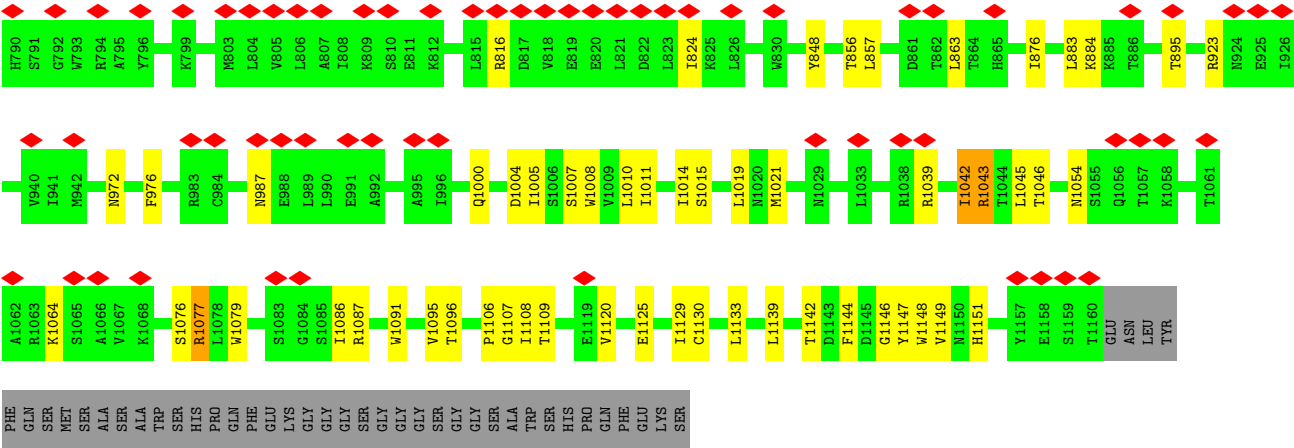 H790 S791 G792 W793 R794 A795 Y796 K799 M803 L804 V805 L806 A807 I808 K809 S810 E811 K812 L815 R816 D817 V818 E819 E820 L821 D822 L823 I824 K825 L826 W830 Y848 T856 L857 D861 T862 L863 T864 H865 I876 L883 K884 K885 T886 T895 R923 N924 E925 I926
V940 I941 M942 N972 F976 R983 C984 N987 E988 L989 L990 E991 A992 A995 I996 Q1000 D1004 I1005 S1006 S1007 W1008 V1009 L1010 I1011 I1014 S1015 L1019 N1020 M1021 N1029 L1033 R1038 R1039 I1042 R1043 T1044 L1045 T1046 N1054 S1055 Q1056 T1057 K1058 T1061
A1062 R1063 K1064 S1065 A1066 V1067 K1068 S1076 R1077 L1078 W1079 S1083 G1084 S1085 I1086 R1087 W1091 V1095 T1096 P1106 G1107 I1108 T1109 E1119 V1120 E1125 I1129 C1130 L1133 L1139 T1142 D1143 F1144 D1145 G1146 Y1147 W1148 V1149 N1150 H1151 Y1157 E1158 S1159 T1160 GLU ASN LEU TYR
PHE GLN SER MET SER ALA SER ALA TRP SER HIS PRO GLN PHE GLU LYS GLY GLY GLY SER GLY GLY GLY SER GLY GLY SER ALA TRP SER HIS PRO GLN PHE GLU LYS SER